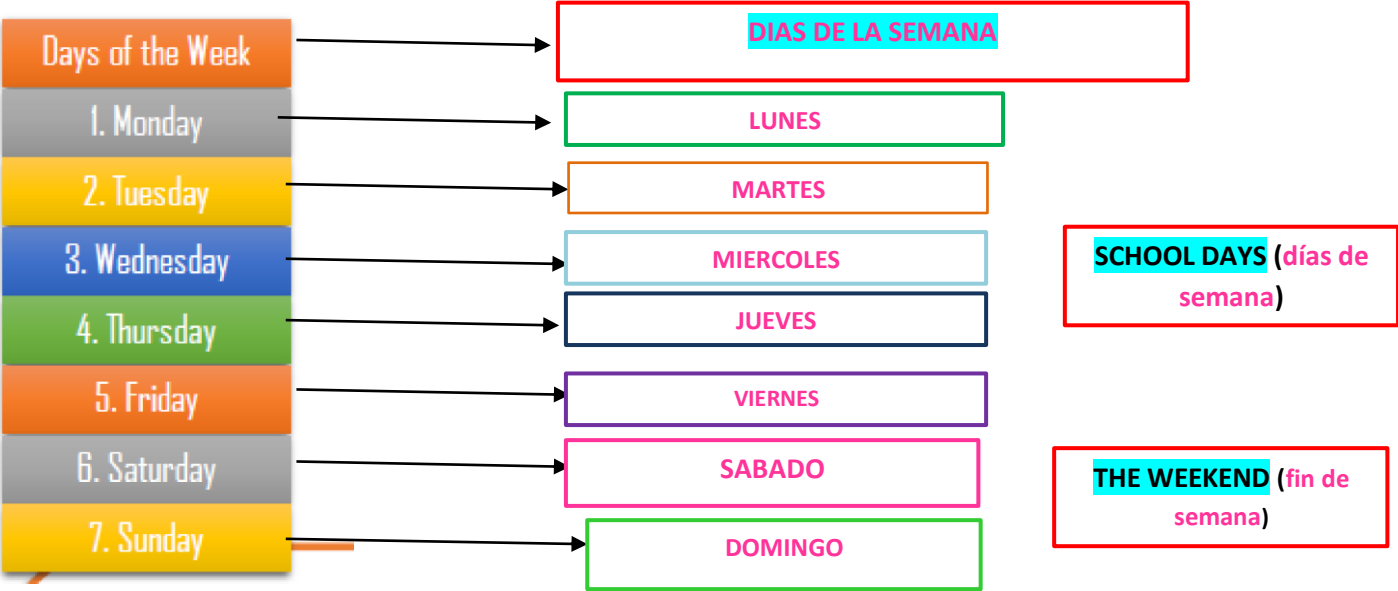 Days of the Week
DIAS DE LA SEMANA
1. Monday
LUNES
2. Tuesday
MARTES
3. Wednesday
MIERCOLES
SCHOOL DAYS (días de
semana)
4. Thursday
JUEVES
5. Friday
VIERNES
6. Saturday
SABADO
THE WEEKEND (fin de
semana)
7. Sunday
DOMINGO